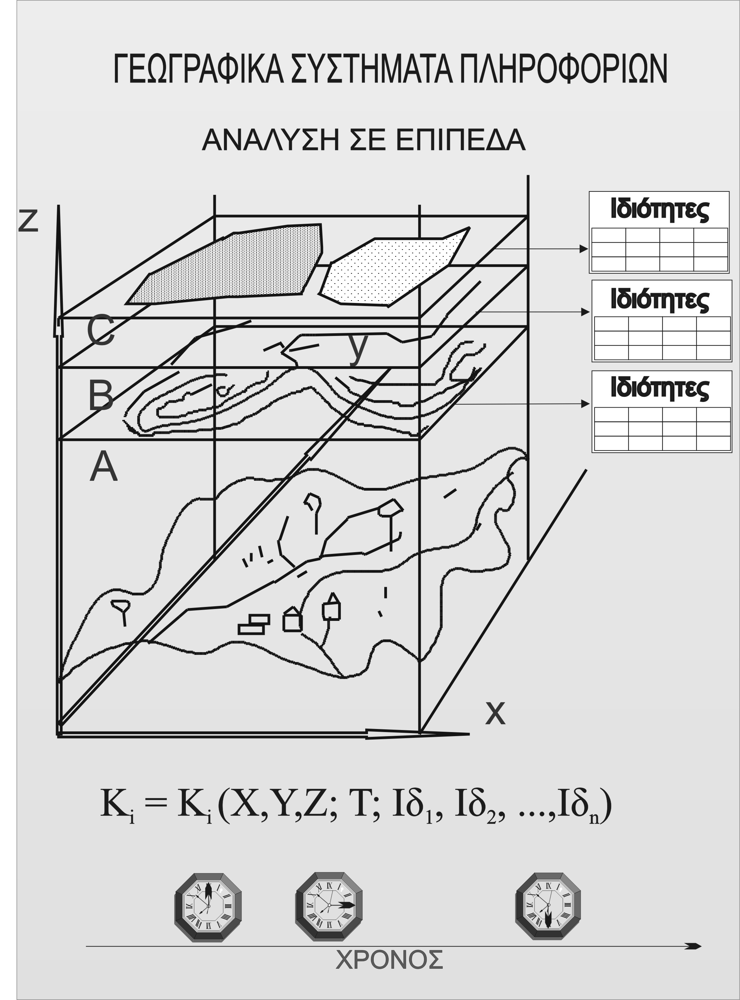 ΓΕΩΓΡΑΦΙΚΑ ΣΥΣΤΗΜΑΤΑ ΠΛΗΡΟΦΟΡΙΩΝ
ΑΝΑΛΥΣΗ ΣΕ ΕΠΙΠΕΔΑ
z
Ιδιότητες
Ιδιότητες
Ιδιότητες
C
y
B
A
x
Kᵢ = Kᵢ (X,Y,Z; T; Ιδ₁, Ιδ₂, ...,Ιδₙ)
ΧΡΟΝΟΣ